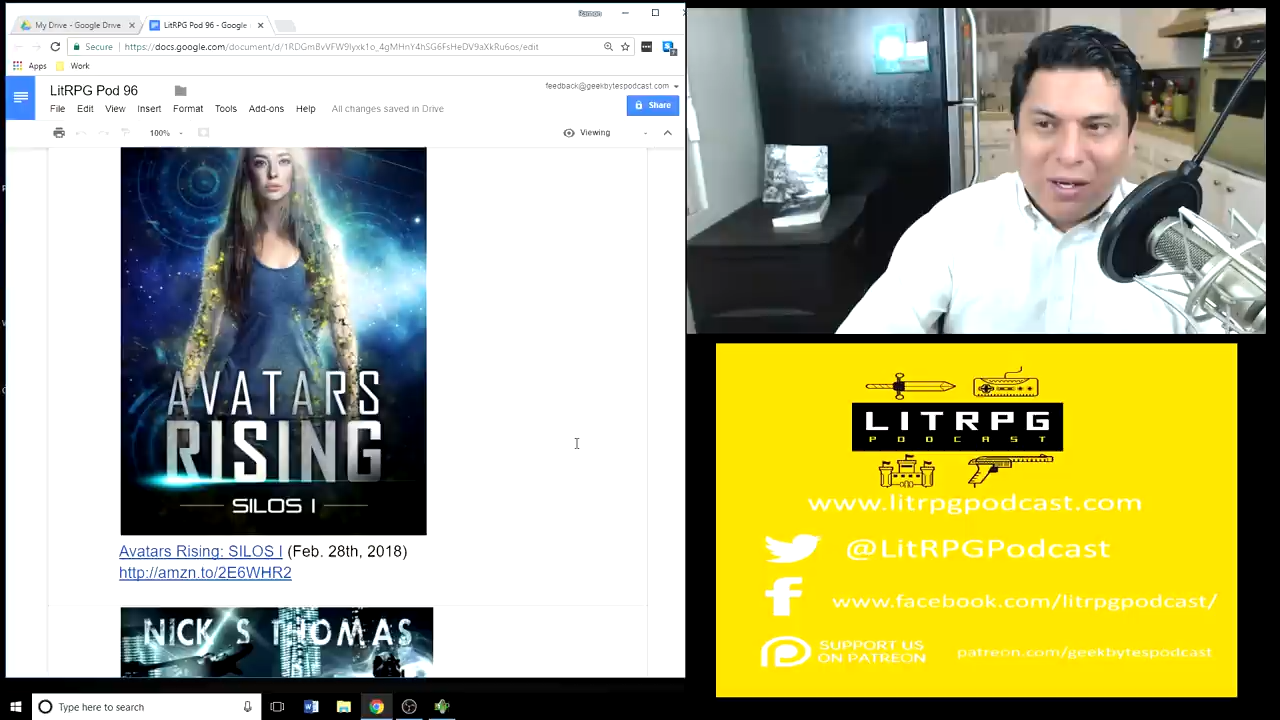 Ramon
My Drive - Google Drive
LitRPG Pod 96 - Google
Secure
https://docs.google.com/document/d/1RDGmBvVFW9lyxk1o_4gMHnY4hSG6FsHeDV9aXkRu6os/edit
Apps
Work
LitRPG Pod 96
feedback@geekbytespodcast.com
File Edit View Insert Format Tools Add-ons Help All changes saved in Drive
Share
100%
Viewing
AVATARS
RISING
SILOS I
Avatars Rising: SILOS I (Feb. 28th, 2018)
http://amzn.to/2E6WHR2
NICK S THOMAS
Type here to search
LITRPG
PODCAST
www.litrpgpodcast.com
@LitRPGPodcast
www.facebook.com/litrpgpodcast/
SUPPORT US
ON PATREON
patreon.com/geekbytespodcast